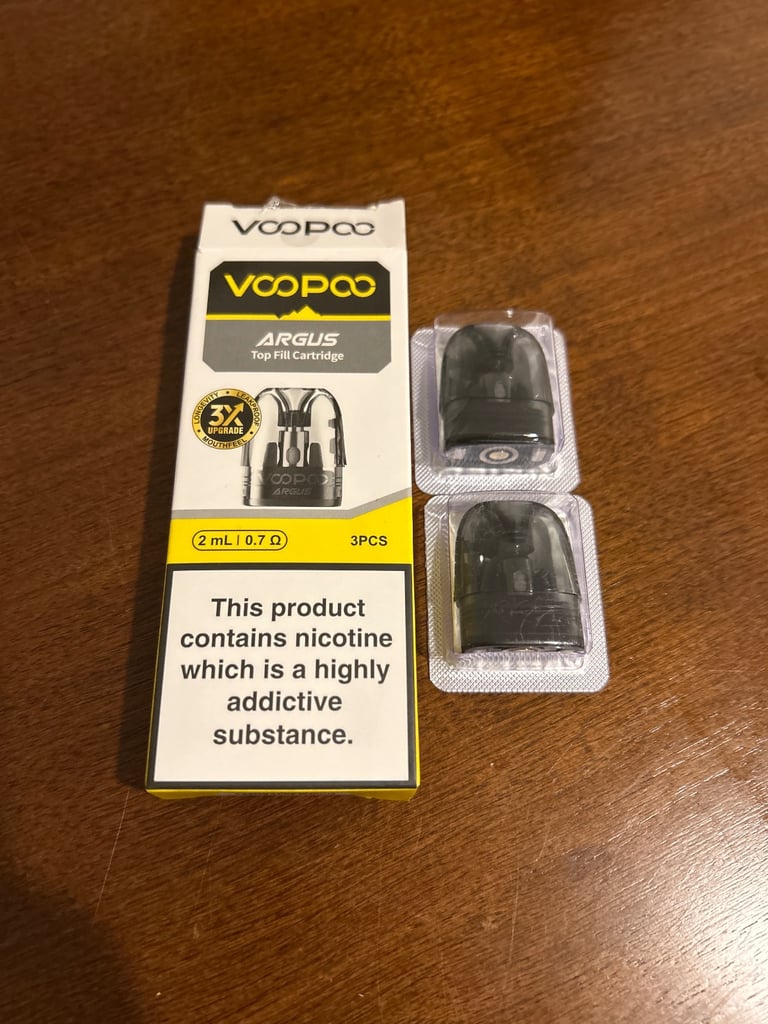 VOOPOO
VOOPOO
ARGUS
Top Fill Cartridge
LONGEVITY • LEAKPROOF
3X
UPGRADE
MOUTHFEEL
VOOPOO
ARGUS
2 mL | 0.7 Ω
3PCS
This product
contains nicotine
which is a highly
addictive
substance.